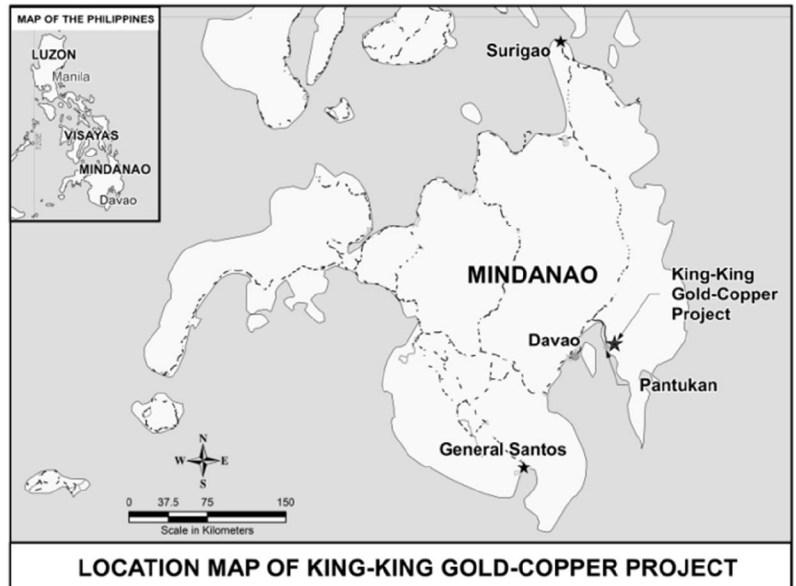 MAP OF THE PHILIPPINES
LUZON
Manila
VISAYAS
MINDANAO
Davao
Surigao
MINDANAO
King-King
Gold-Copper
Project
Davao
Pantukan
General Santos
N
W E
S
0 37.5 75 150
Scale in Kilometers
LOCATION MAP OF KING-KING GOLD-COPPER PROJECT